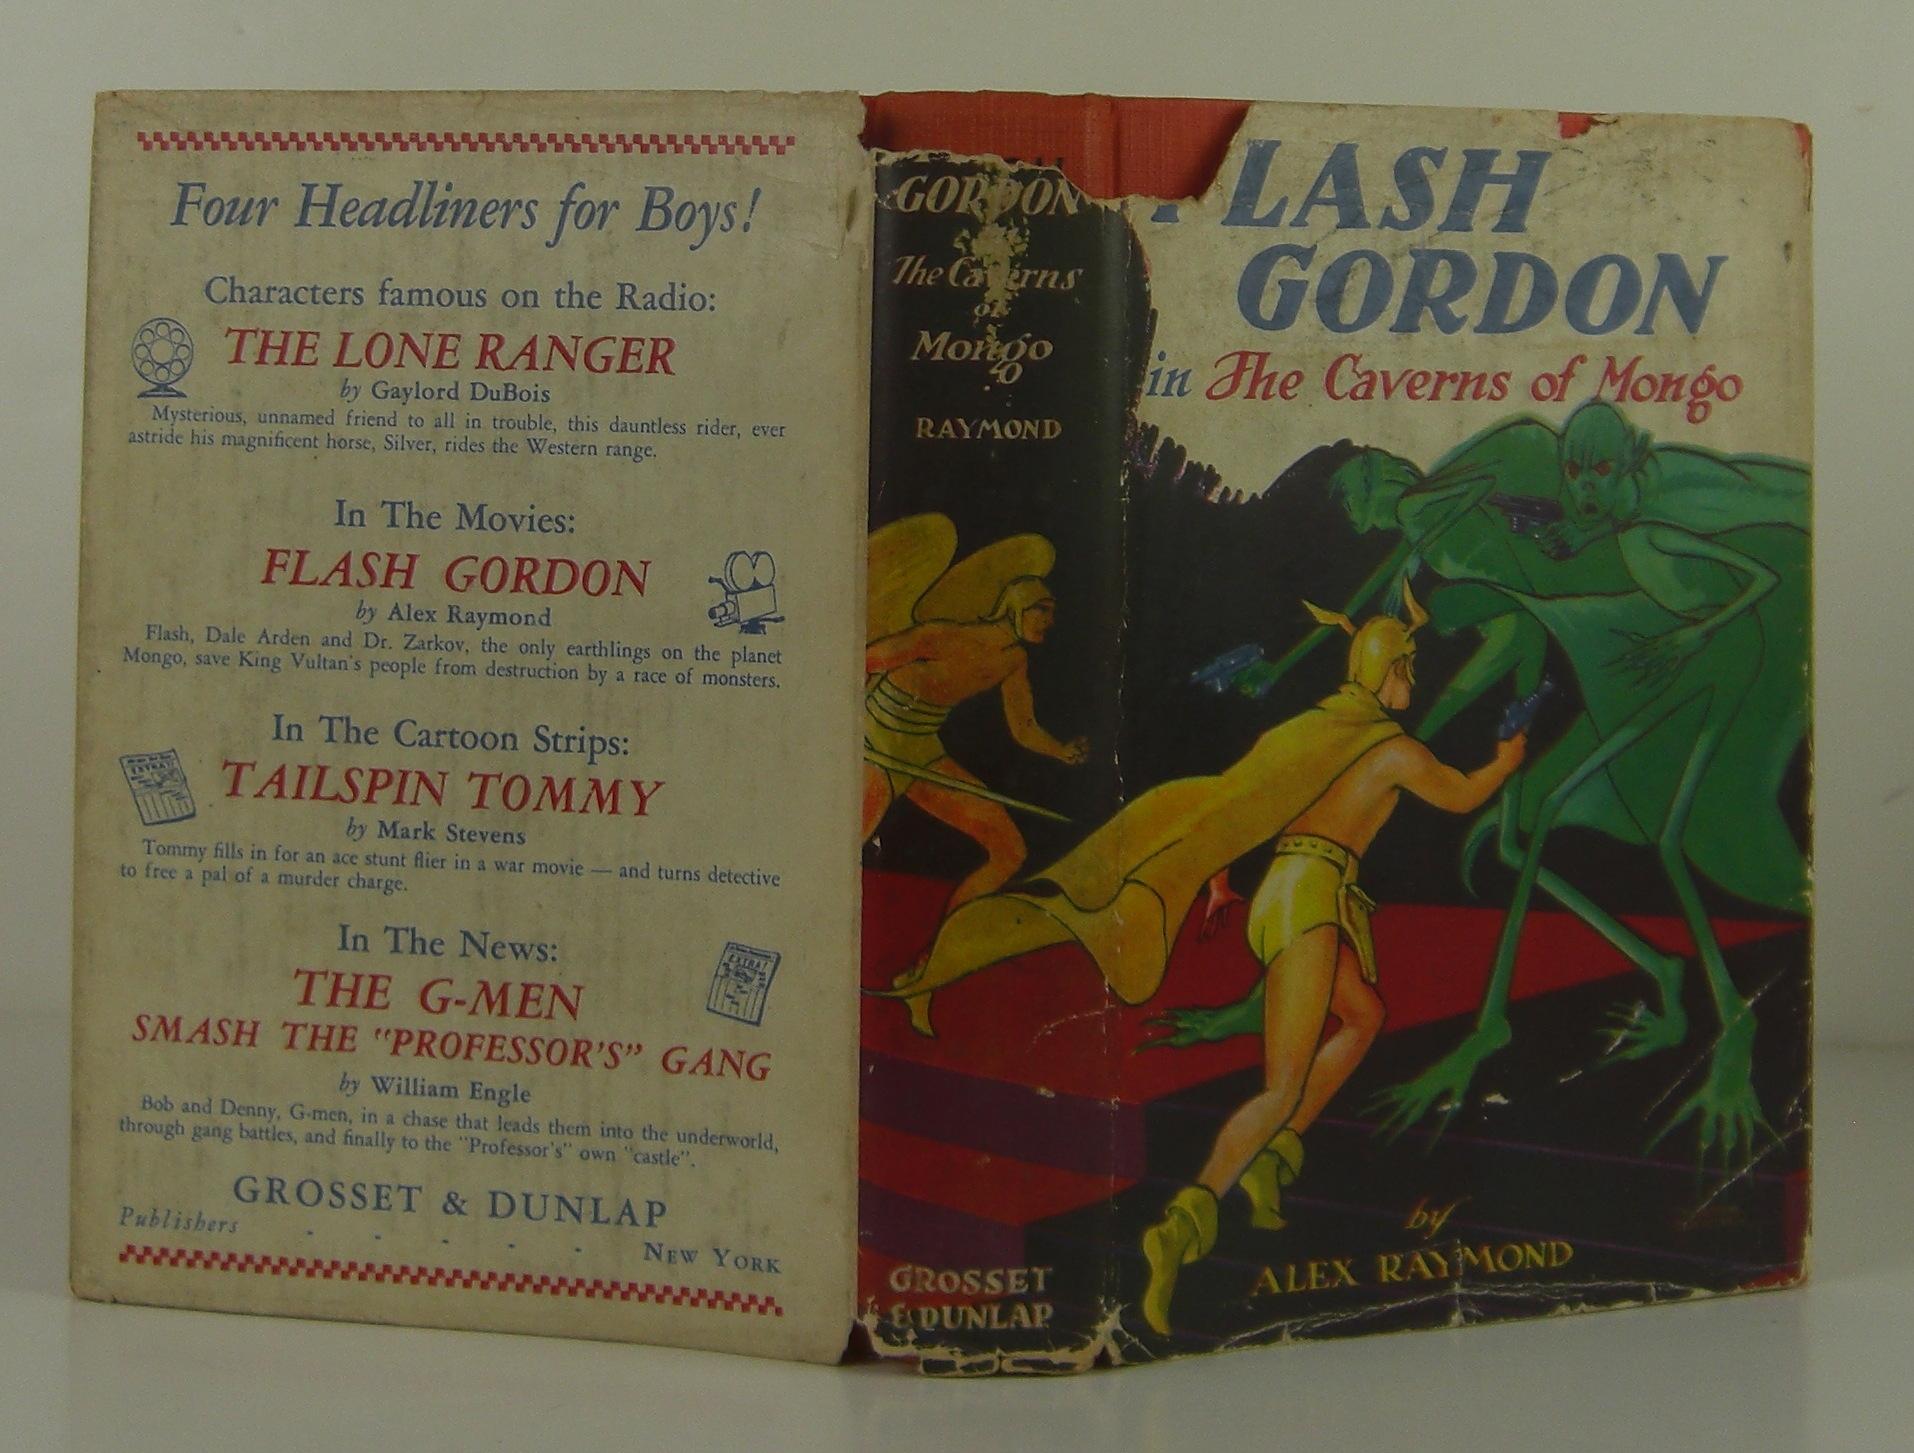 Four Headliners for Boys!
Characters famous on the Radio:
THE LONE RANGER
by Gaylord DuBois
Mysterious, unnamed friend to all in trouble, this dauntless rider, ever
astride his magnificent horse, Silver, rides the Western range.
In The Movies:
FLASH GORDON
by Alex Raymond
Flash, Dale Arden and Dr. Zarkov, the only earthlings on the planet
Mongo, save King Vultan's people from destruction by a race of monsters.
In The Cartoon Strips:
EXTRA!
TAILSPIN TOMMY
by Mark Stevens
Tommy fills in for an ace stunt flier in a war movie — and turns detective
to free a pal of a murder charge.
In The News:
EXTRA!
THE G-MEN
SMASH THE "PROFESSOR'S" GANG
by William Engle
Bob and Denny, G-men, in a chase that leads them into the underworld,
through gang battles, and finally to the "Professor's" own "castle".
GROSSET & DUNLAP
Publishers - - - - - NEW YORK
GORDON
The Caverns
of
Mongo
RAYMOND
GROSSET
& DUNLAP
FLASH
GORDON
in The Caverns of Mongo
by
ALEX RAYMOND